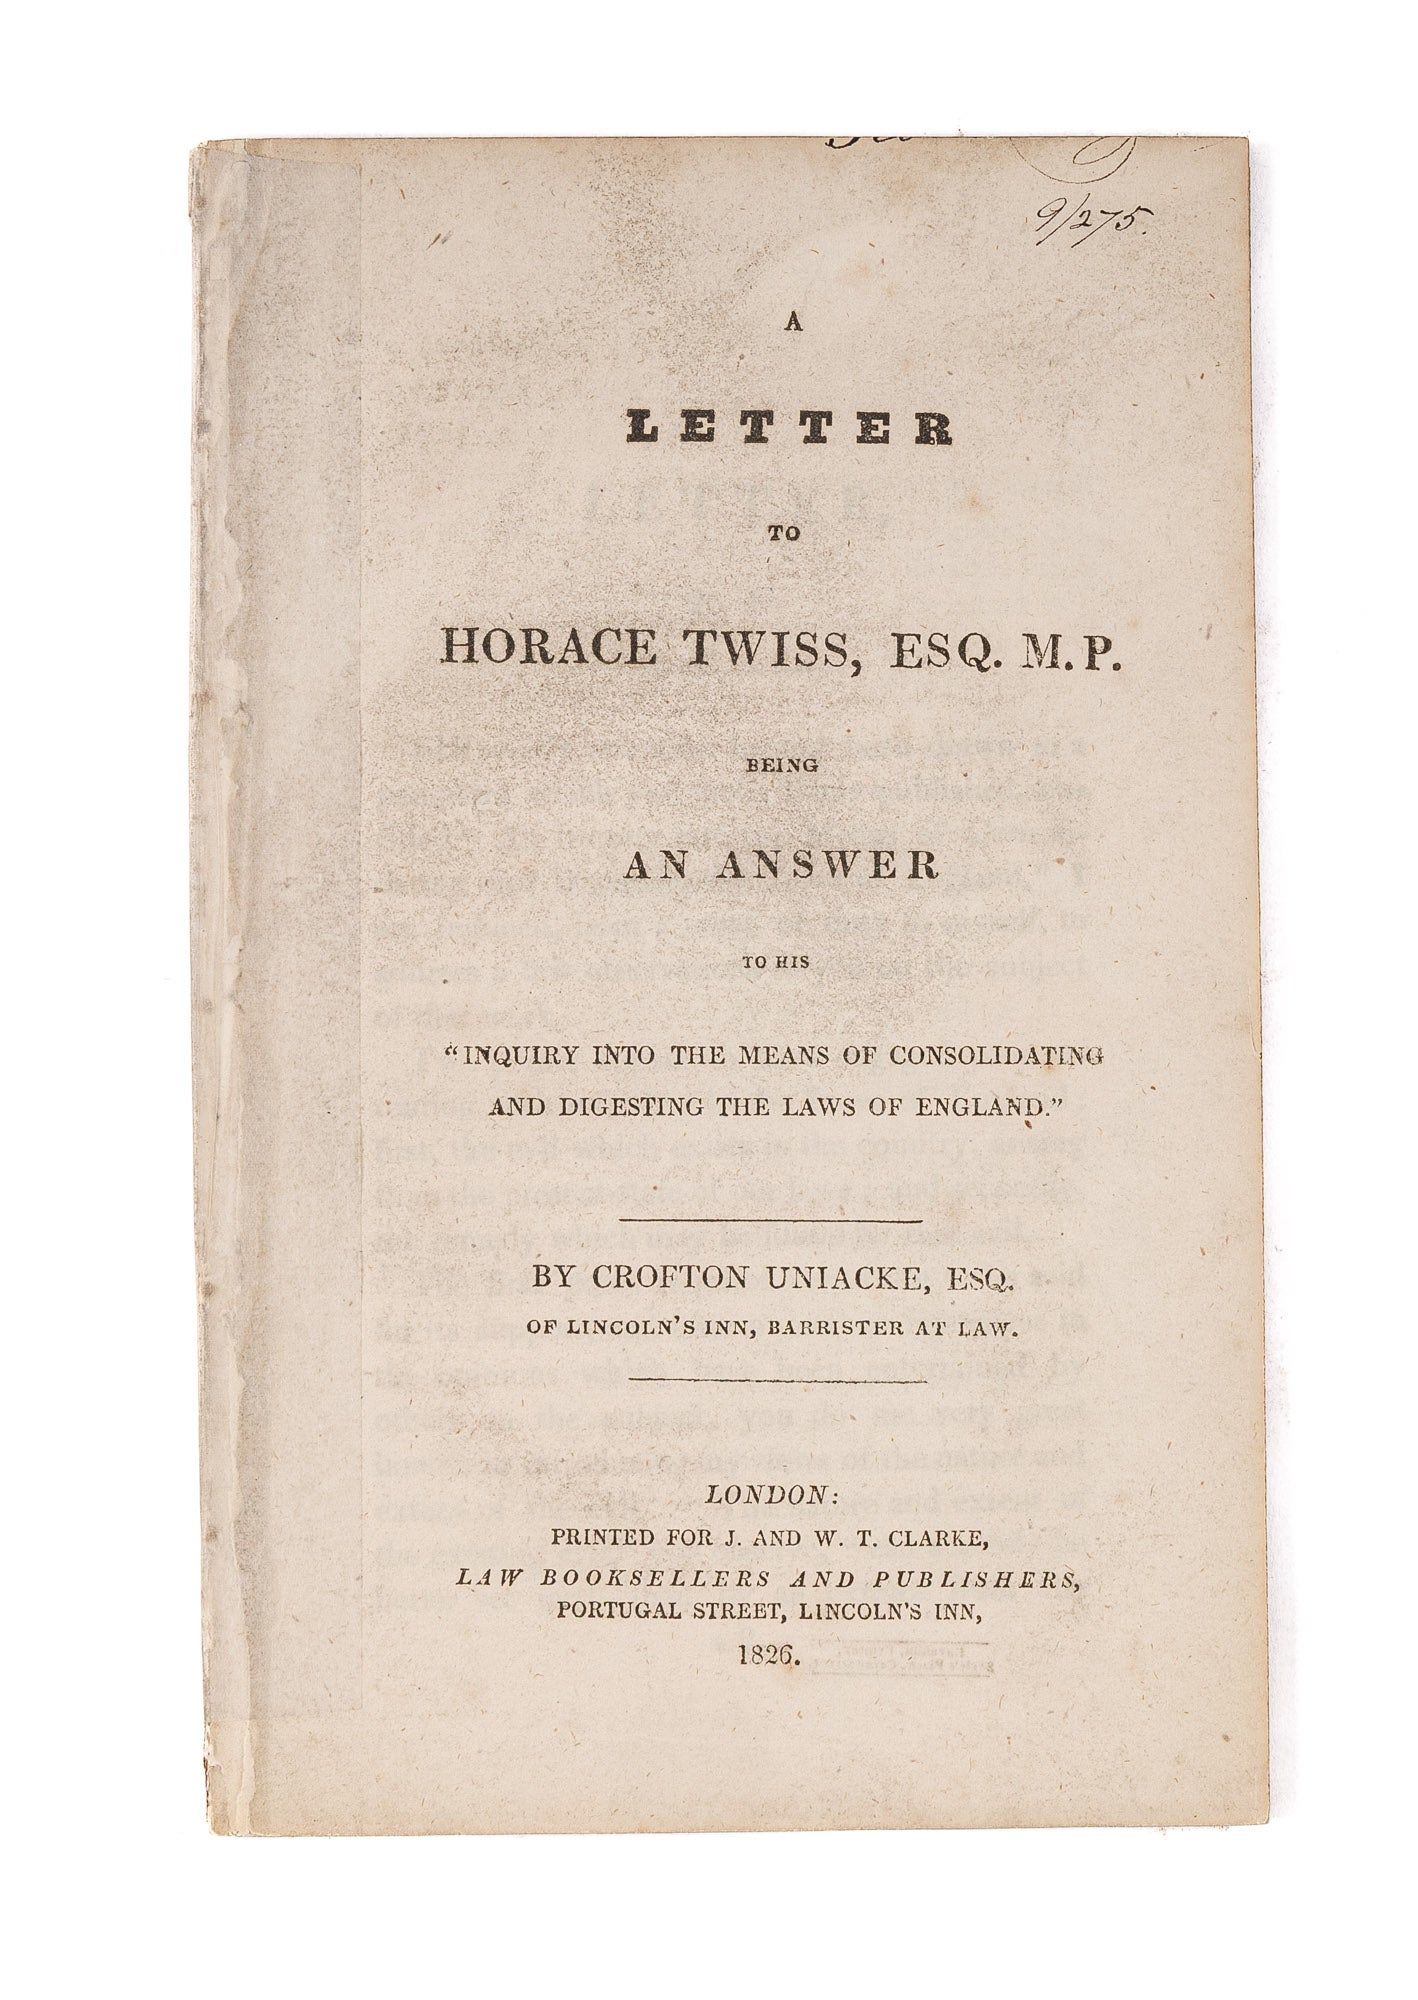 9/275.
A
LETTER
TO
HORACE TWISS, ESQ. M.P.
BEING
AN ANSWER
TO HIS
“INQUIRY INTO THE MEANS OF CONSOLIDATING
AND DIGESTING THE LAWS OF ENGLAND.”
BY CROFTON UNIACKE, ESQ.
OF LINCOLN'S INN, BARRISTER AT LAW.
LONDON:
PRINTED FOR J. AND W. T. CLARKE,
LAW BOOKSELLERS AND PUBLISHERS,
PORTUGAL STREET, LINCOLN'S INN,
1826.